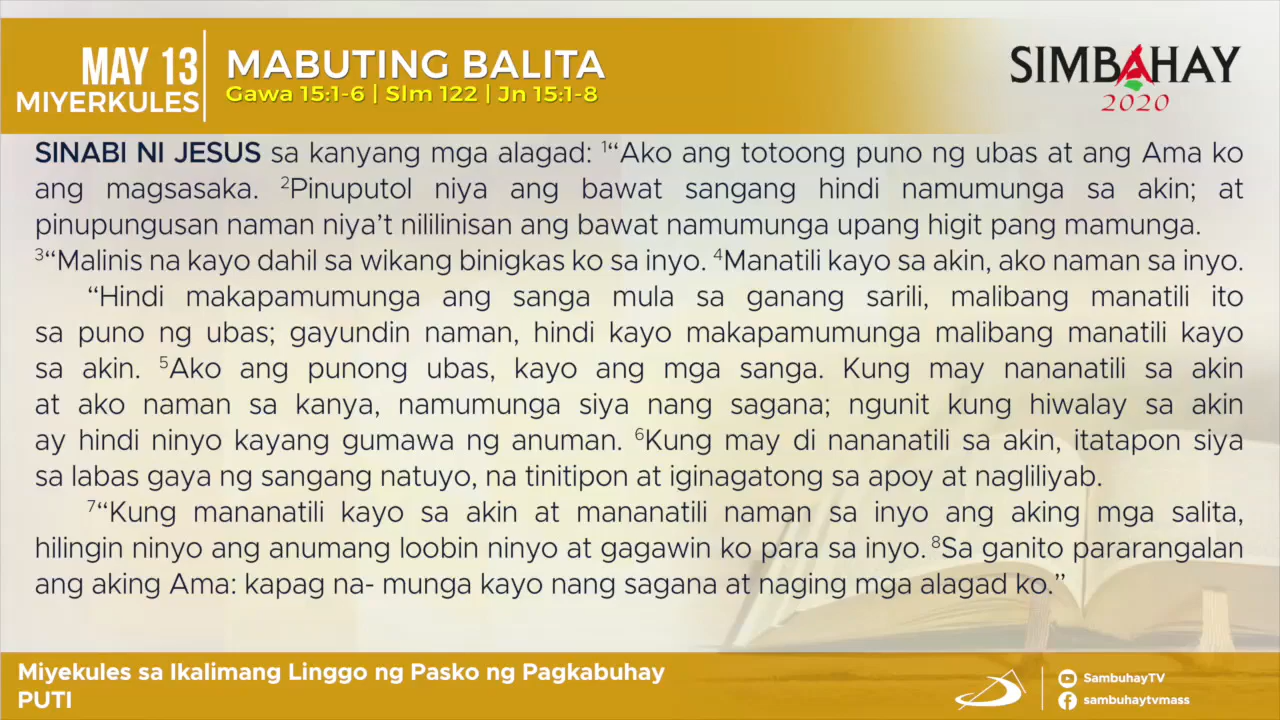 MAY 13
MIYERKULES
MABUTING BALITA
Gawa 15:1-6 | Slm 122 | Jn 15:1-8
SIMBAHAY
2020
SINABI NI JESUS sa kanyang mga alagad: ¹“Ako ang totoong puno ng ubas at ang Ama ko
ang magsasaka. ²Pinuputol niya ang bawat sangang hindi namumunga sa akin; at
pinupungusan naman niya’t nililinisan ang bawat namumunga upang higit pang mamunga.
³“Malinis na kayo dahil sa wikang binigkas ko sa inyo. ⁴Manatili kayo sa akin, ako naman sa inyo.
“Hindi makapamumunga ang sanga mula sa ganang sarili, malibang manatili ito
sa puno ng ubas; gayundin naman, hindi kayo makapamumunga malibang manatili kayo
sa akin. ⁵Ako ang punong ubas, kayo ang mga sanga. Kung may nananatili sa akin
at ako naman sa kanya, namumunga siya nang sagana; ngunit kung hiwalay sa akin
ay hindi ninyo kayang gumawa ng anuman. ⁶Kung may di nananatili sa akin, itatapon siya
sa labas gaya ng sangang natuyo, na tinitipon at iginagatong sa apoy at nagliliyab.
⁷“Kung mananatili kayo sa akin at mananatili naman sa inyo ang aking mga salita,
hilingin ninyo ang anumang loobin ninyo at gagawin ko para sa inyo. ⁸Sa ganito pararangalan
ang aking Ama: kapag na- munga kayo nang sagana at naging mga alagad ko.”
Miyekules sa Ikalimang Linggo ng Pasko ng Pagkabuhay
PUTI
SambuhayTV
sambuhaytvmass